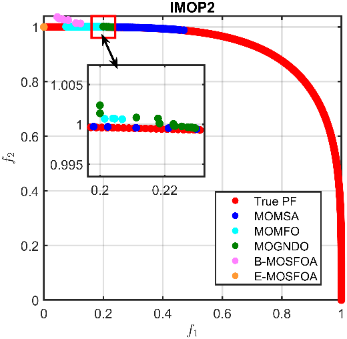 IMOP2
1
0.8
0.6
0.4
0.2
0
f2
1.005
1
0.995
0.2 0.22
True PF
MOMSA
MOMFO
MOGNDO
B-MOSFOA
E-MOSFOA
0 0.2 0.4 0.6 0.8 1
f1